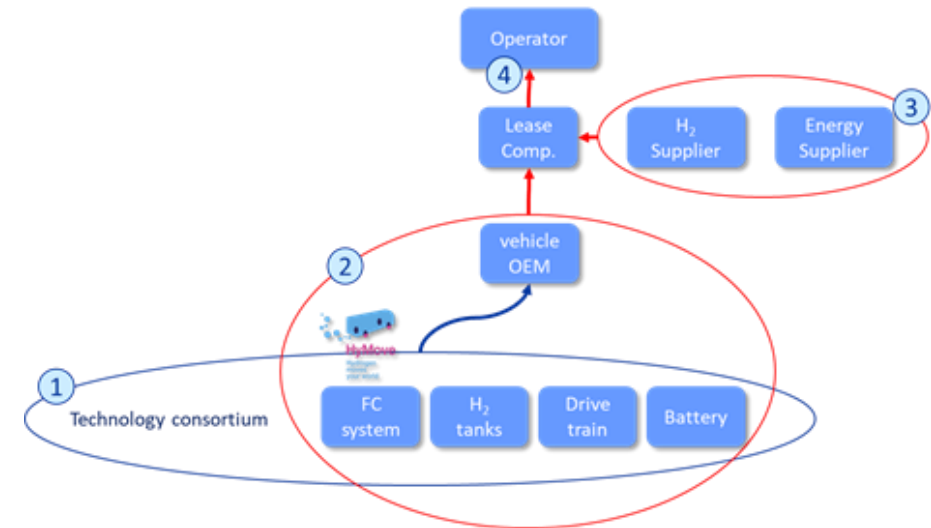 Operator
4
3
Lease
Comp.
H₂
Supplier
Energy
Supplier
2
vehicle
OEM
HyMove
1
Technology consortium
FC
system
H₂
tanks
Drive
train
Battery